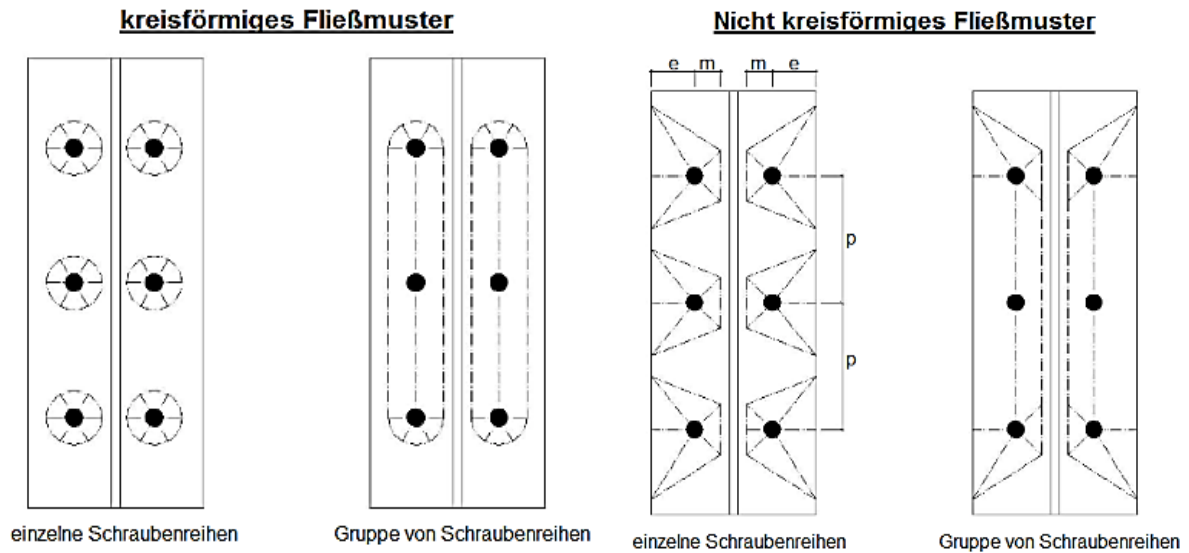 kreisförmiges Fließmuster
einzelne Schraubenreihen
Gruppe von Schraubenreihen
Nicht kreisförmiges Fließmuster
e m m e
p
p
einzelne Schraubenreihen
Gruppe von Schraubenreihen